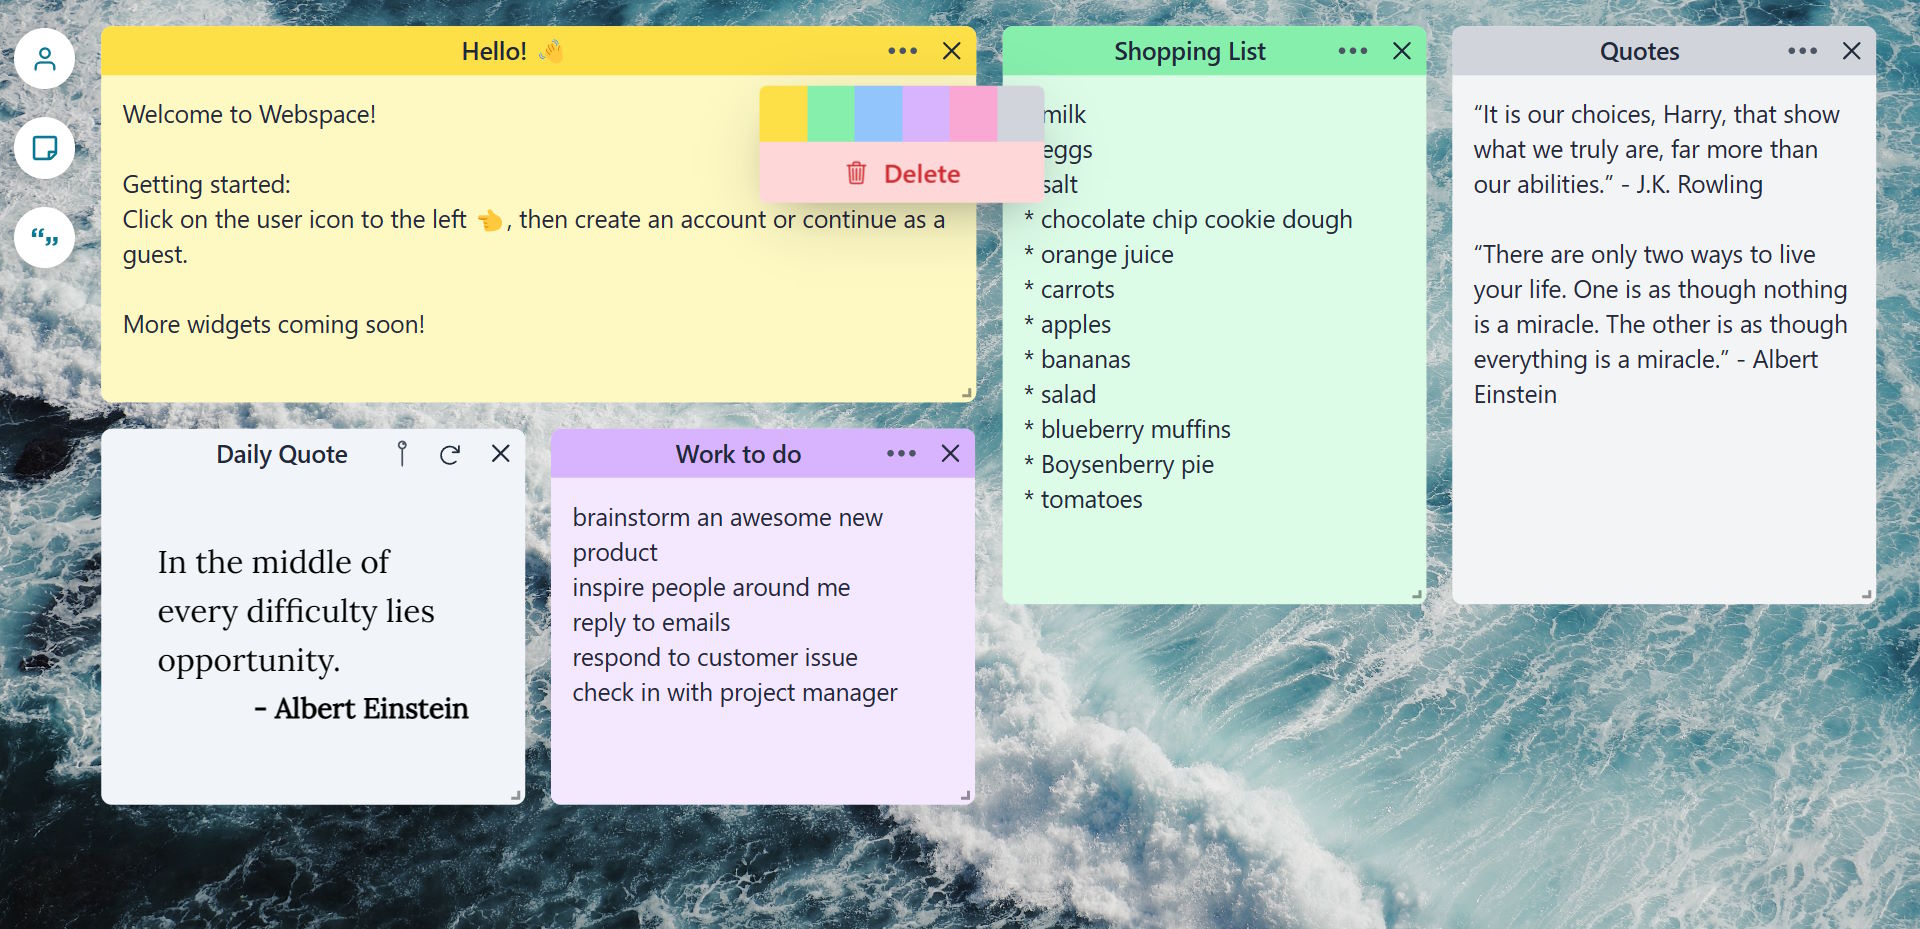 Hello! 👋
Welcome to Webspace!
Getting started:
Click on the user icon to the left 👈, then create an account or continue as a
guest.
More widgets coming soon!
Delete
Shopping List
milk
eggs
salt
* chocolate chip cookie dough
* orange juice
* carrots
* apples
* bananas
* salad
* blueberry muffins
* Boysenberry pie
* tomatoes
Quotes
“It is our choices, Harry, that show
what we truly are, far more than
our abilities.” - J.K. Rowling
“There are only two ways to live
your life. One is as though nothing
is a miracle. The other is as though
everything is a miracle.” - Albert
Einstein
Daily Quote
In the middle of
every difficulty lies
opportunity.
- Albert Einstein
Work to do
brainstorm an awesome new
product
inspire people around me
reply to emails
respond to customer issue
check in with project manager